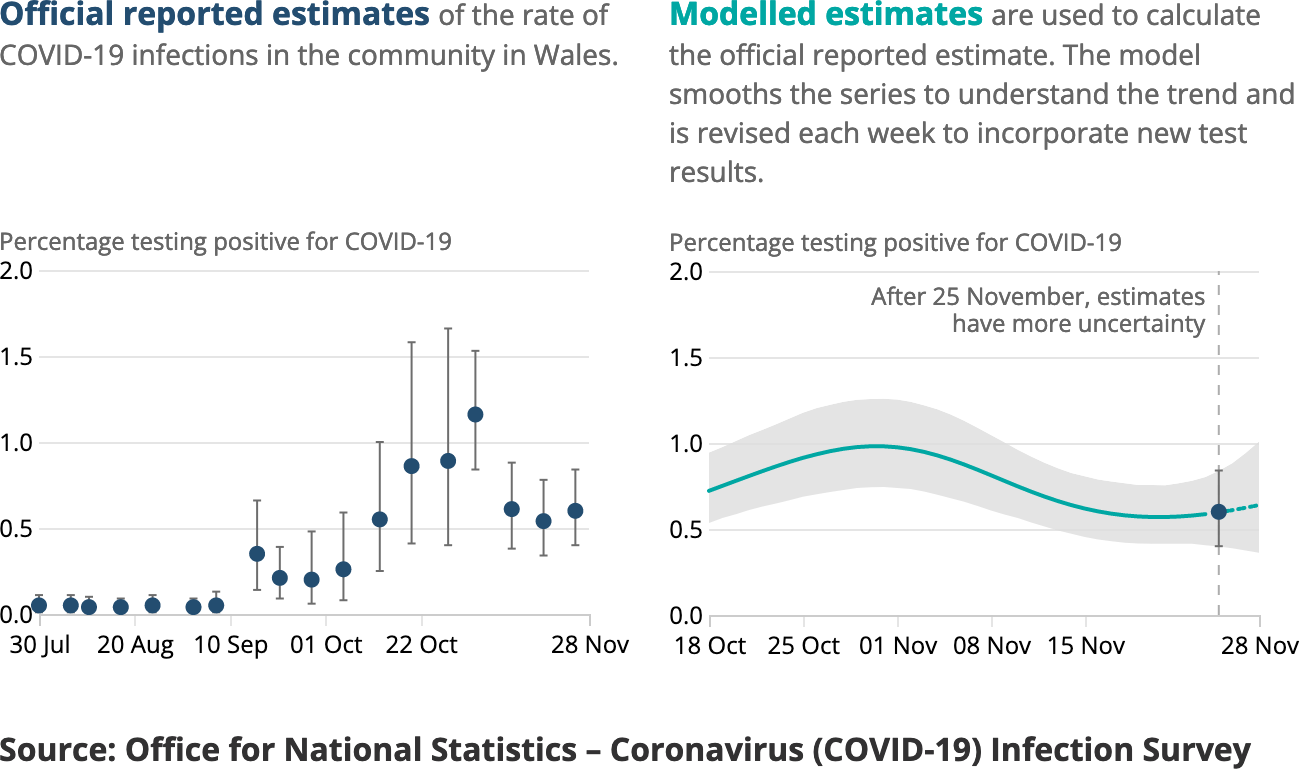 Official reported estimates of the rate of
COVID-19 infections in the community in Wales.
Modelled estimates are used to calculate
the official reported estimate. The model
smooths the series to understand the trend and
is revised each week to incorporate new test
results.
Percentage testing positive for COVID-19
2.0
1.5
1.0
0.5
0.0
30 Jul
20 Aug
10 Sep
01 Oct
22 Oct
28 Nov
Percentage testing positive for COVID-19
2.0
After 25 November, estimates
have more uncertainty
1.5
1.0
0.5
0.0
18 Oct
25 Oct
01 Nov
08 Nov
15 Nov
28 Nov
Source: Office for National Statistics – Coronavirus (COVID-19) Infection Survey